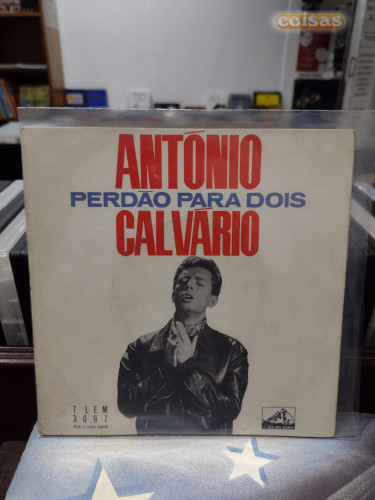 coisas
ANTÓNIO
PERDÃO PARA DOIS
CALVÁRIO
7 LEM
3097